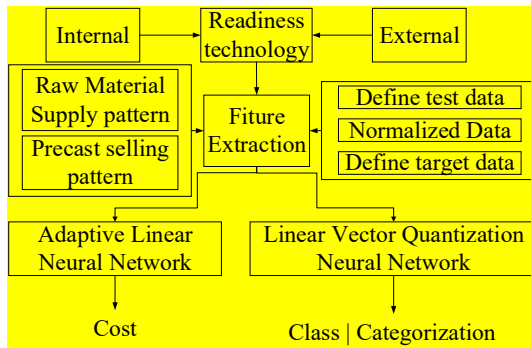 Internal
Readiness
technology
External
Raw Material
Supply pattern
Precast selling
pattern
Fiture
Extraction
Define test data
Normalized Data
Define target data
Adaptive Linear
Neural Network
Linear Vector Quantization
Neural Network
Cost
Class | Categorization